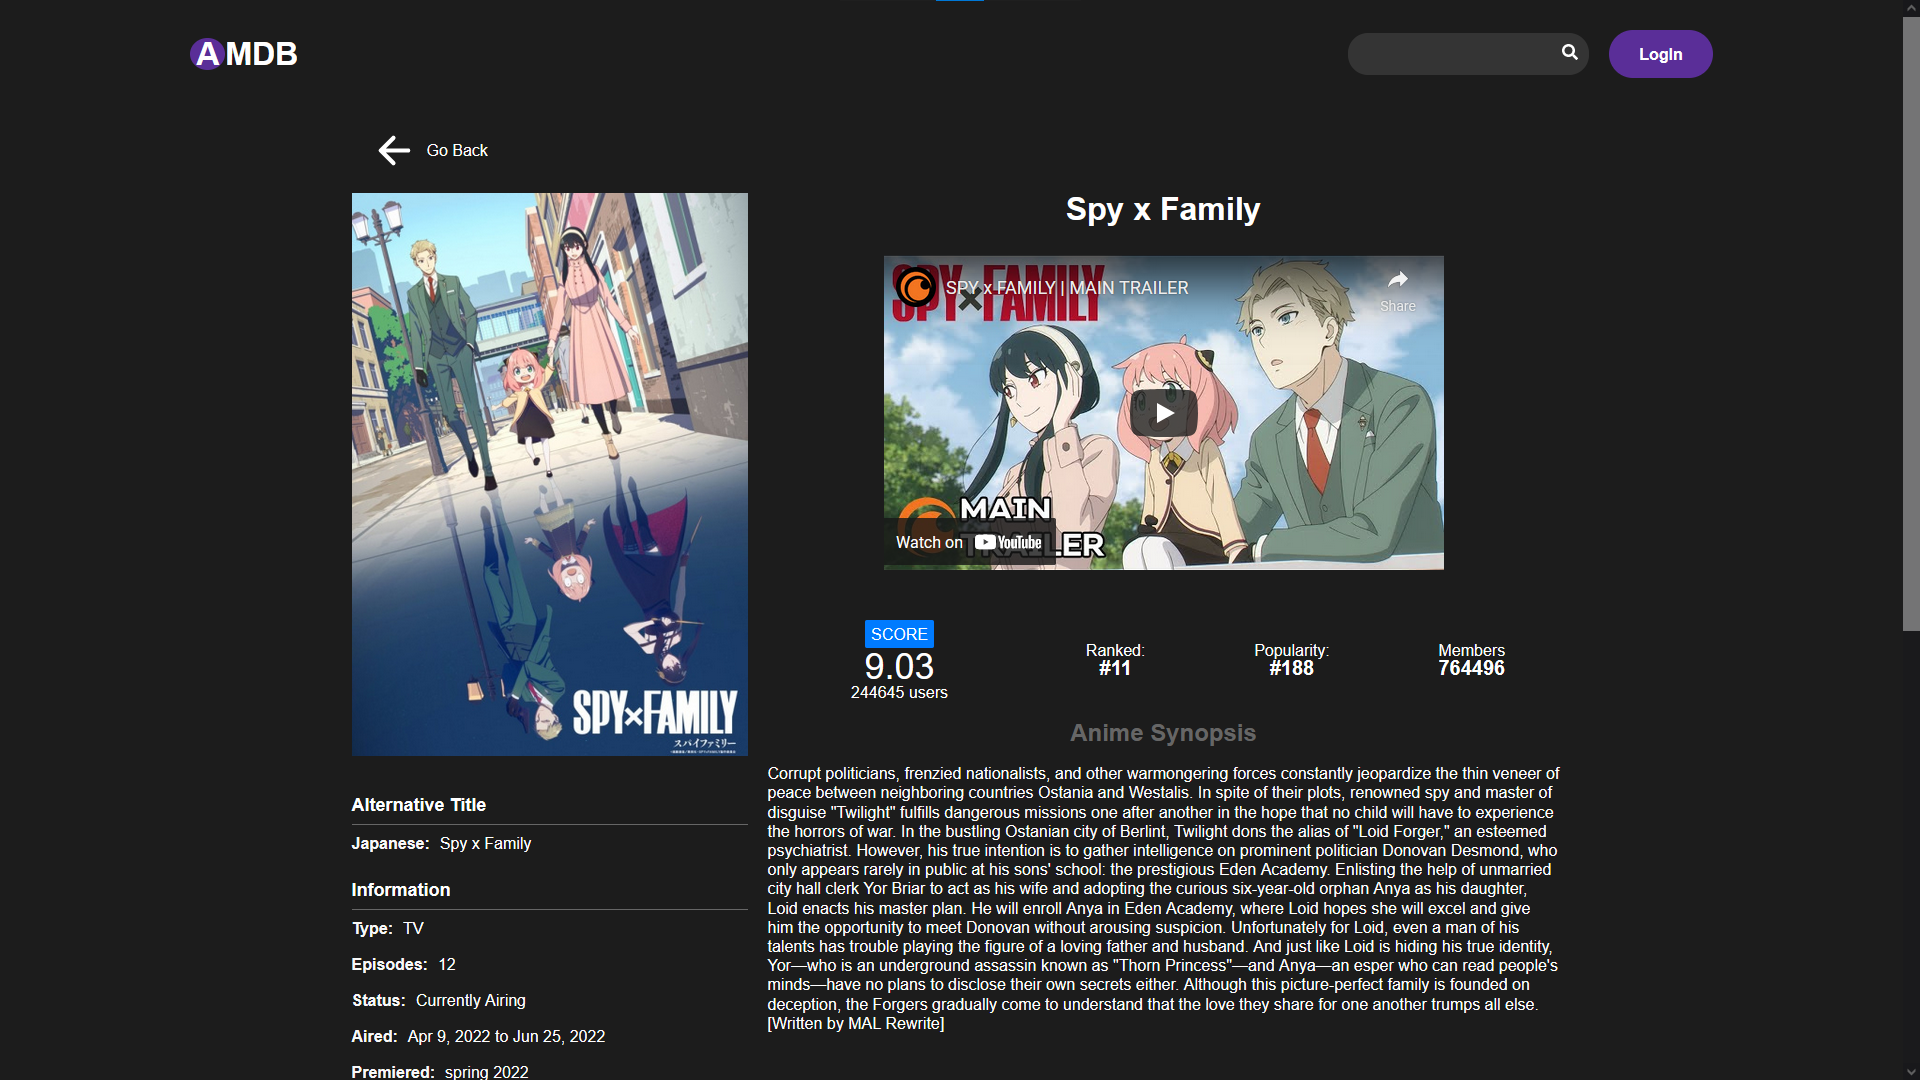 AMDB
LogIn
Go Back
SPY×FAMILY
スパイファミリー
Alternative Title
Japanese: Spy x Family
Information
Type: TV
Episodes: 12
Status: Currently Airing
Aired: Apr 9, 2022 to Jun 25, 2022
Premiered: spring 2022
Spy x Family
SPY×FAMILY
SPY x FAMILY | MAIN TRAILER
Share
MAIN
TRAILER
Watch on YouTube
SCORE
9.03
244645 users
Ranked:
#11
Popularity:
#188
Members
764496
Anime Synopsis
Corrupt politicians, frenzied nationalists, and other warmongering forces constantly jeopardize the thin veneer of
peace between neighboring countries Ostania and Westalis. In spite of their plots, renowned spy and master of
disguise "Twilight" fulfills dangerous missions one after another in the hope that no child will have to experience
the horrors of war. In the bustling Ostanian city of Berlint, Twilight dons the alias of "Loid Forger," an esteemed
psychiatrist. However, his true intention is to gather intelligence on prominent politician Donovan Desmond, who
only appears rarely in public at his sons' school: the prestigious Eden Academy. Enlisting the help of unmarried
city hall clerk Yor Briar to act as his wife and adopting the curious six-year-old orphan Anya as his daughter,
Loid enacts his master plan. He will enroll Anya in Eden Academy, where Loid hopes she will excel and give
him the opportunity to meet Donovan without arousing suspicion. Unfortunately for Loid, even a man of his
talents has trouble playing the figure of a loving father and husband. And just like Loid is hiding his true identity,
Yor—who is an underground assassin known as "Thorn Princess"—and Anya—an esper who can read people's
minds—have no plans to disclose their own secrets either. Although this picture-perfect family is founded on
deception, the Forgers gradually come to understand that the love they share for one another trumps all else.
[Written by MAL Rewrite]